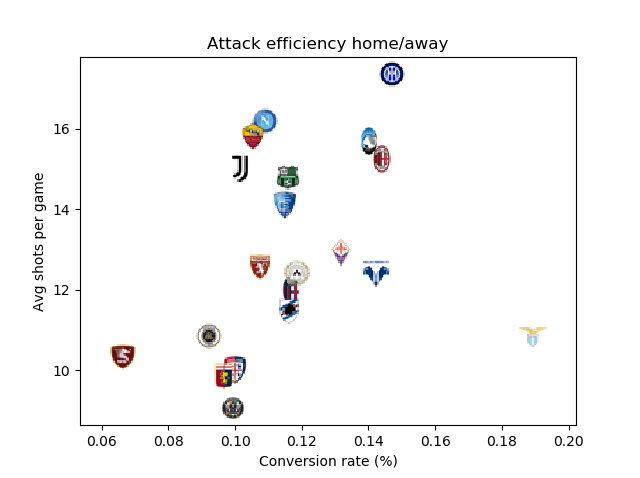 Attack efficiency home/away
Avg shots per game
16
14
12
10
0.06 0.08 0.10 0.12 0.14 0.16 0.18 0.20
Conversion rate (%)